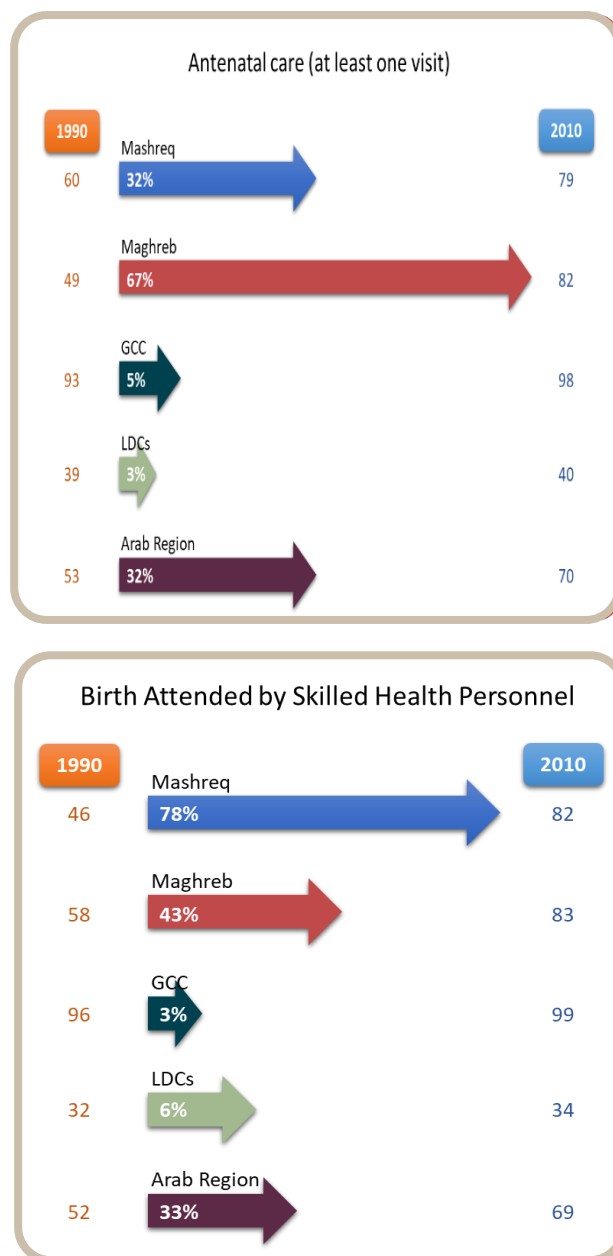 Antenatal care (at least one visit)
1990 2010
Mashreq
60 32% 79
Maghreb
49 67% 82
GCC
93 5% 98
LDCs
39 3% 40
Arab Region
53 32% 70
Birth Attended by Skilled Health Personnel
1990 2010
Mashreq
46 78% 82
Maghreb
58 43% 83
GCC
96 3% 99
LDCs
32 6% 34
Arab Region
52 33% 69